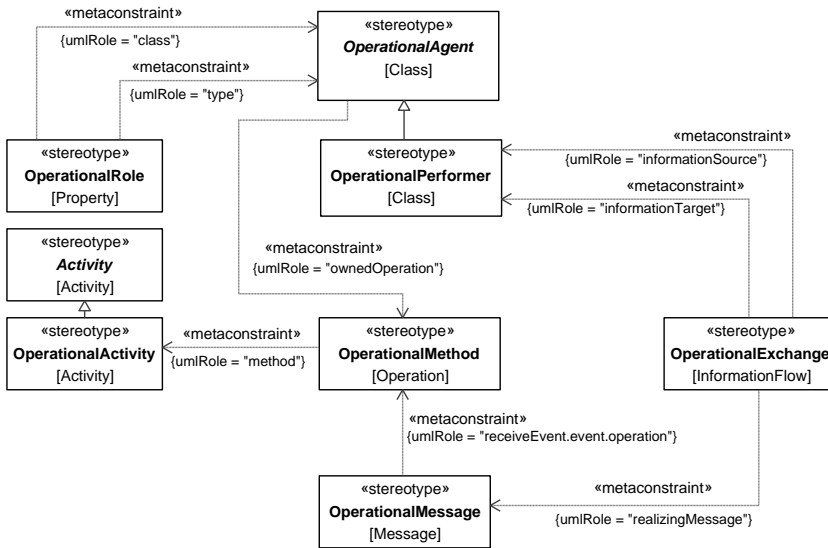 «metaconstraint»
{umlRole = "class"}
«metaconstraint»
{umlRole = "type"}
«stereotype»
OperationalAgent
[Class]
«stereotype»
OperationalRole
[Property]
«stereotype»
OperationalPerformer
[Class]
«metaconstraint»
{umlRole = "informationSource"}
«metaconstraint»
{umlRole = "informationTarget"}
«stereotype»
Activity
[Activity]
«metaconstraint»
{umlRole = "ownedOperation"}
«stereotype»
OperationalActivity
[Activity]
«metaconstraint»
{umlRole = "method"}
«stereotype»
OperationalMethod
[Operation]
«stereotype»
OperationalExchange
[InformationFlow]
«metaconstraint»
{umlRole = "receiveEvent.event.operation"}
«stereotype»
OperationalMessage
[Message]
«metaconstraint»
{umlRole = "realizingMessage"}